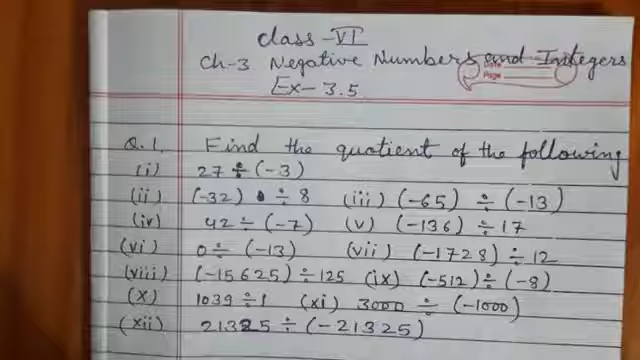 Class-VI
Ch-3 Negative Numbers and Integers
Date
Page
Ex-3.5
Q.1. Find the quotient of the following
(i) 27 ÷ (-3)
(ii) (-32) ÷ 8 (iii) (-65) ÷ (-13)
(iv) 42 ÷ (-7) (v) (-136) ÷ 17
(vi) 0 ÷ (-13) (vii) (-1728) ÷ 12
(viii) (-15625) ÷ 125 (ix) (-512) ÷ (-8)
(x) 1039 ÷ 1 (xi) 3000 ÷ (-1000)
(xii) 21325 ÷ (-21325)